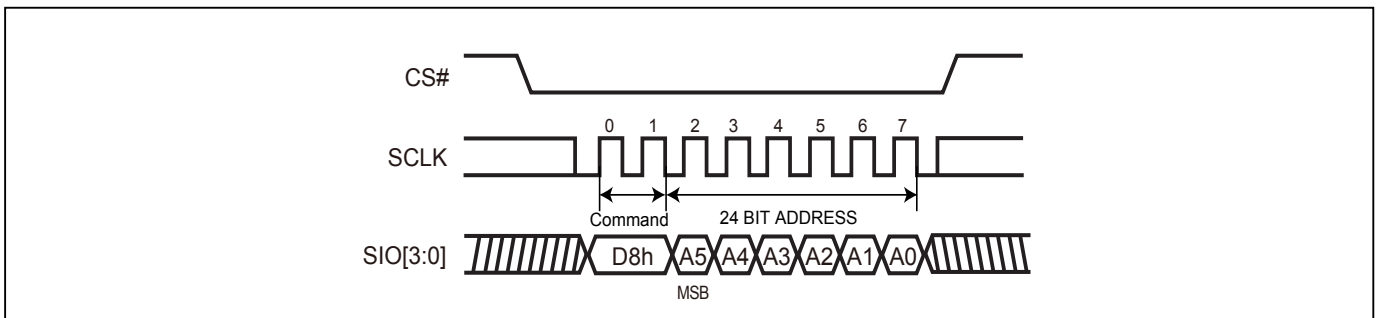 CS#
0 1 2 3 4 5 6 7
SCLK
Command 24 BIT ADDRESS
SIO[3:0] D8h A5 A4 A3 A2 A1 A0
MSB